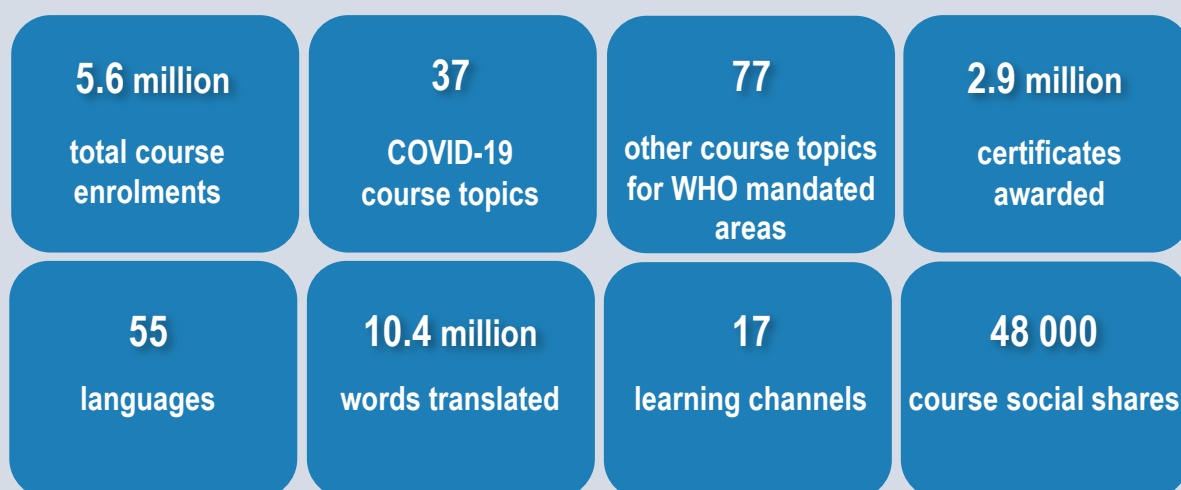 5.6 million
total course
enrolments
37
COVID-19
course topics
77
other course topics
for WHO mandated
areas
2.9 million
certificates
awarded
55
languages
10.4 million
words translated
17
learning channels
48 000
course social shares